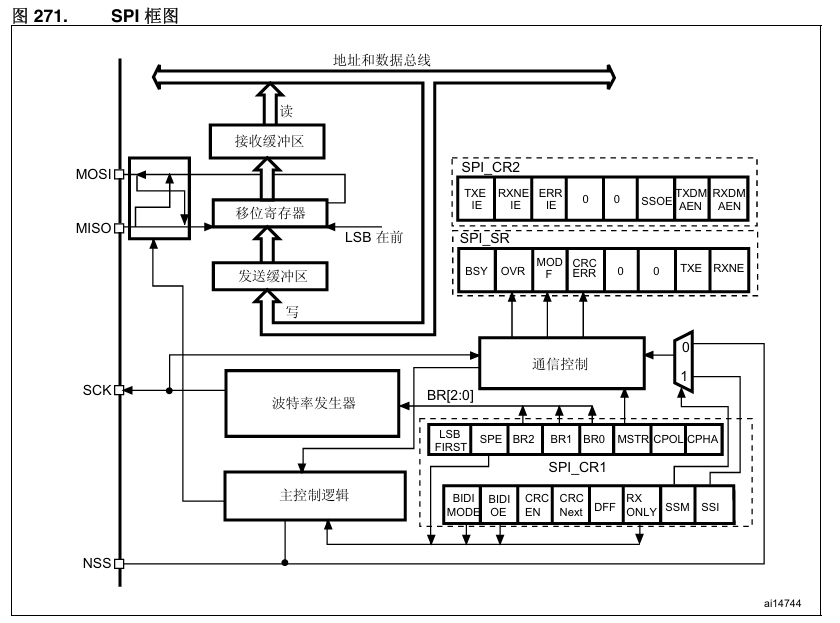 图 271. SPI 框图
地址和数据总线
读
接收缓冲区
MOSI
SPI_CR2
TXE IE
RXNE IE
ERR IE
0
0
SSOE
TXDM AEN
RXDM AEN
移位寄存器
MISO
LSB 在前
SPI_SR
BSY
OVR
MOD F
CRC ERR
0
0
TXE
RXNE
发送缓冲区
写
通信控制
0
1
SCK
波特率发生器
BR[2:0]
LSB FIRST
SPE
BR2
BR1
BR0
MSTR
CPOL
CPHA
SPI_CR1
主控制逻辑
BIDI MODE
BIDI OE
CRC EN
CRC Next
DFF
RX ONLY
SSM
SSI
NSS
ai14744